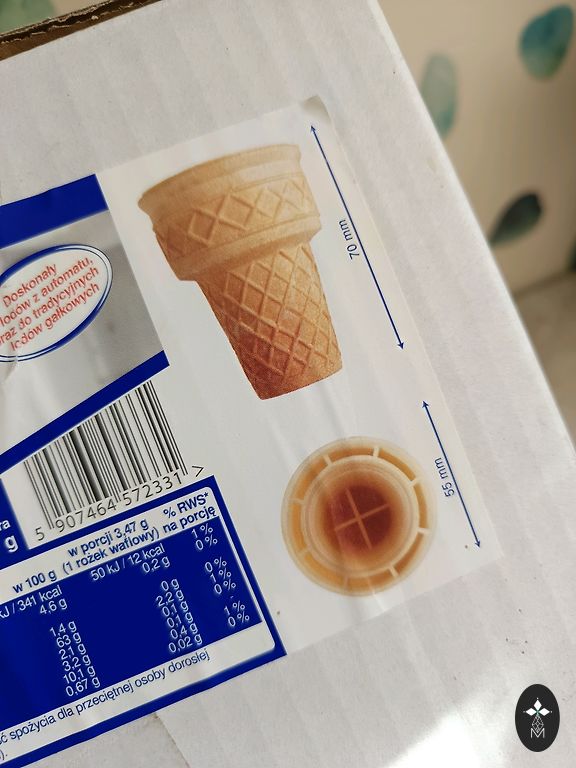 Doskonały
lodów z automatu,
oraz do tradycyjnych
lodów gałkowych
70 mm
55 mm
5 907464 572331 >
g
w 100 g
w porcji 3,47 g
(1 rożek waflowy)
% RWS*
na porcję
kJ / 341 kcal 50 kJ / 12 kcal 1 %
4.6 g 0.2 g 0 %
1,4 g 0 g 0 %
63 g 2.2 g 1 %
2,1 g 0.1 g 0 %
3,2 g 0.1 g
10,1 g 0.4 g 1 %
0,67 g 0.02 g 0 %
spożycia dla przeciętnej osoby dorosłej
M